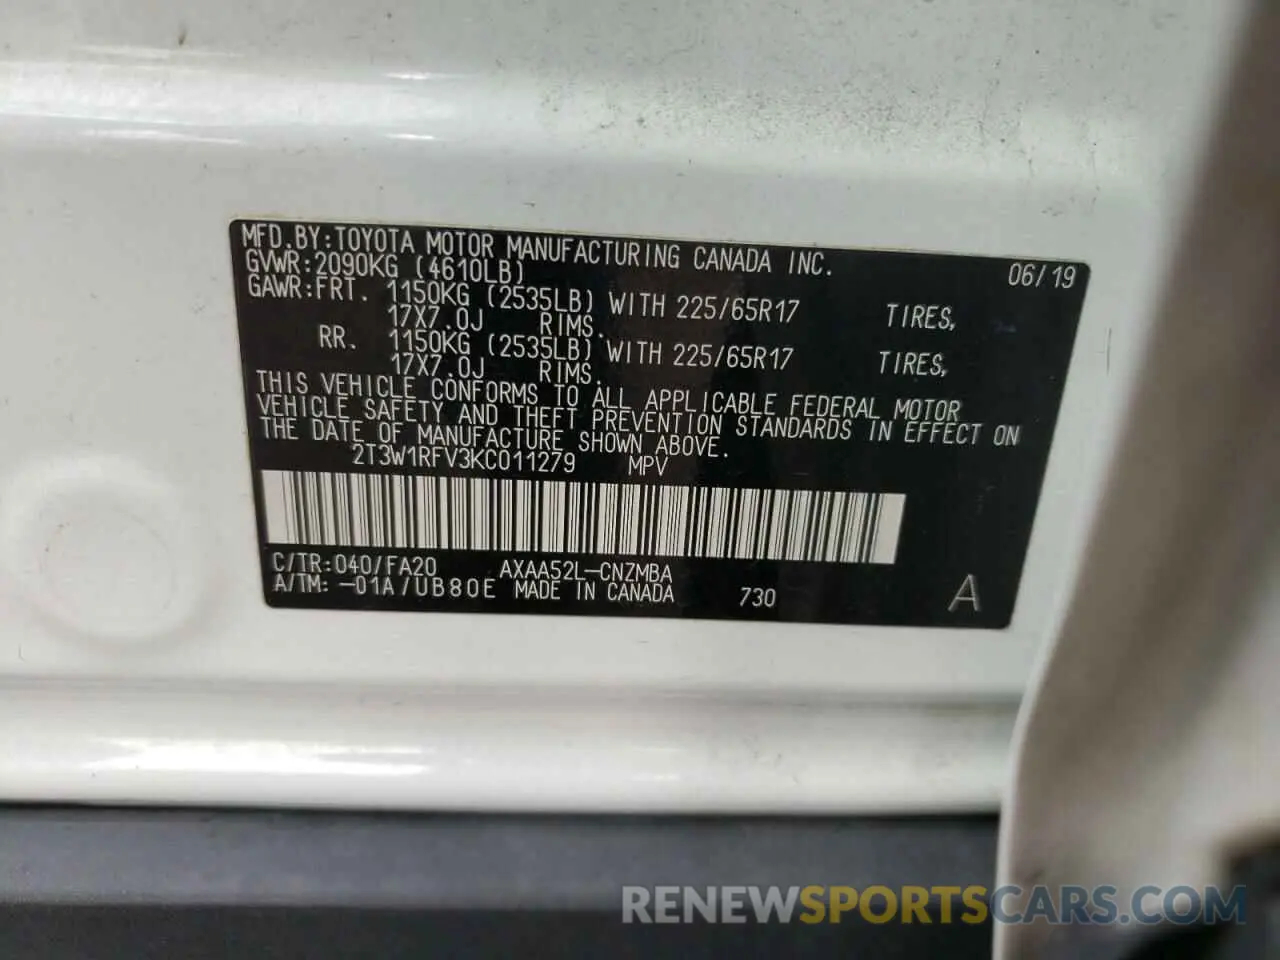 MFD.BY:TOYOTA MOTOR MANUFACTURING CANADA INC. 06/19
GVWR:2090KG (4610LB)
GAWR:FRT. 1150KG (2535LB) WITH 225/65R17 TIRES,
17X7.0J RIMS.
RR. 1150KG (2535LB) WITH 225/65R17 TIRES,
17X7.0J RIMS.
THIS VEHICLE CONFORMS TO ALL APPLICABLE FEDERAL MOTOR
VEHICLE SAFETY AND THEFT PREVENTION STANDARDS IN EFFECT ON
THE DATE OF MANUFACTURE SHOWN ABOVE.
2T3W1RFV3KC011279 MPV
C/TR:040/FA20 AXAA52L-CNZMBA
A/TM:-01A/UB80E MADE IN CANADA 730 A
RENEWSPORTSCARS.COM